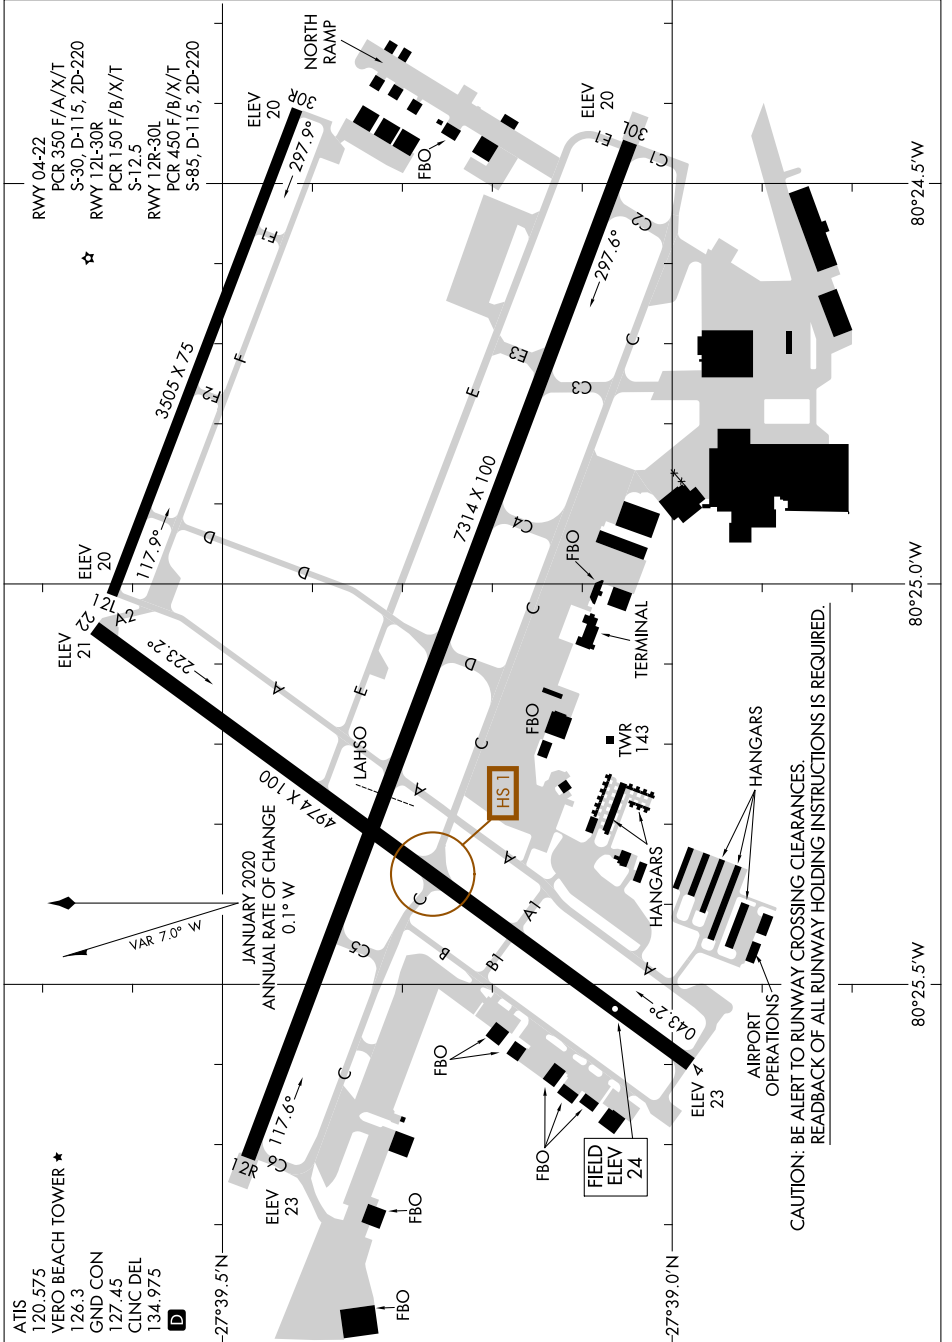 ATIS
120.575
VERO BEACH TOWER ★
126.3
GND CON
127.45
CLNC DEL
134.975
D
RWY 04-22
PCR 350 F/A/X/T
S-30, D-115, 2D-220
RWY 12L-30R
PCR 150 F/B/X/T
S-12.5
RWY 12R-30L
PCR 450 F/B/X/T
S-85, D-115, 2D-220
VAR 7.0° W
JANUARY 2020
ANNUAL RATE OF CHANGE
0.1° W
NORTH
RAMP
FBO
ELEV
20
30R
297.9°
F1
F
F2
3505 X 75
117.9°
12L
ELEV
20
A2
22
ELEV
21
223.2°
4974 X 100
D
D
A
E
LAHSO
E
E3
E1
ELEV
20
30L
C1
C2
297.6°
C
C3
7314 X 100
C4
C
D
C
A
HS 1
C
A
A1
B
B1
A
C5
C
117.6°
12R
C6
ELEV
23
043.2°
4
ELEV
23
FIELD
ELEV
24
FBO
FBO
FBO
FBO
FBO
FBO
TERMINAL
TWR
143
HANGARS
HANGARS
AIRPORT
OPERATIONS
27°39.5'N
27°39.0'N
80°24.5'W
80°25.0'W
80°25.5'W
CAUTION: BE ALERT TO RUNWAY CROSSING CLEARANCES.
READBACK OF ALL RUNWAY HOLDING INSTRUCTIONS IS REQUIRED.